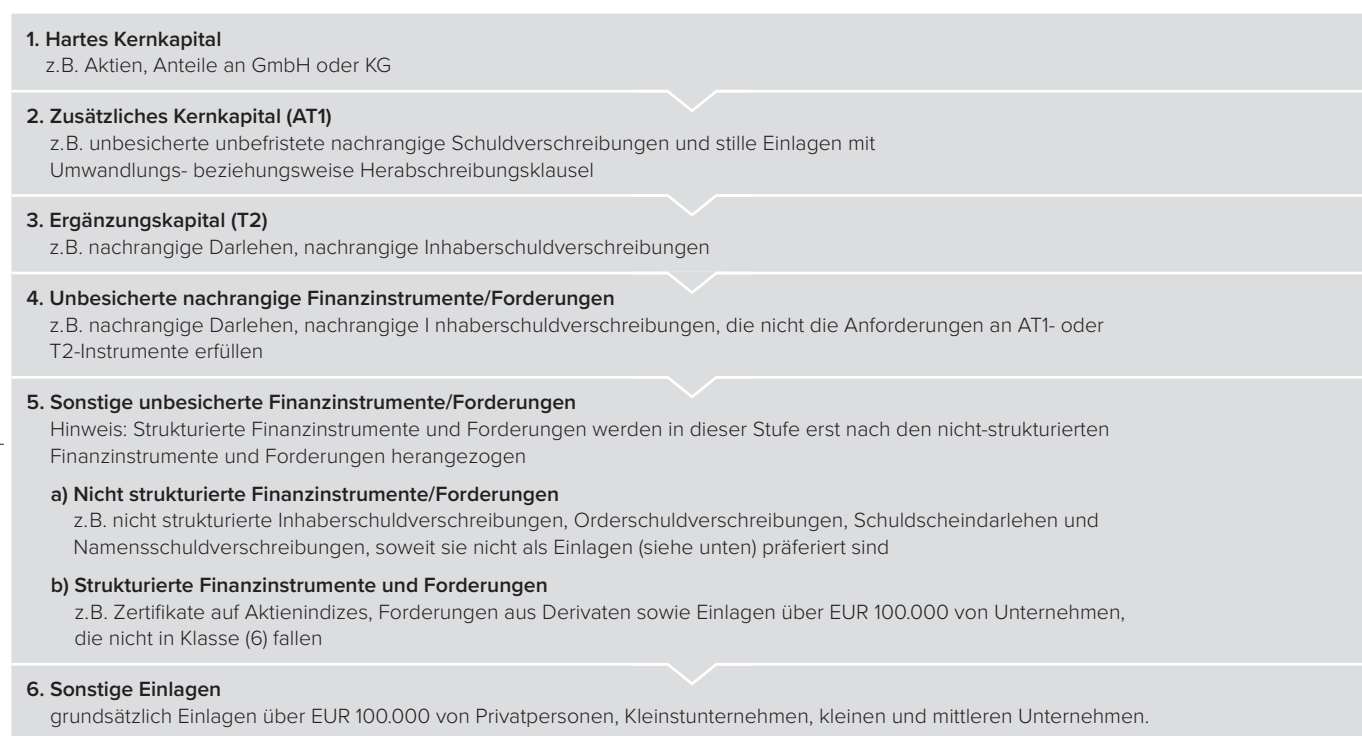 1. Hartes Kernkapital
z.B. Aktien, Anteile an GmbH oder KG
2. Zusätzliches Kernkapital (AT1)
z.B. unbesicherte unbefristete nachrangige Schuldverschreibungen und stille Einlagen mit
Umwandlungs- beziehungsweise Herabschreibungsklausel
3. Ergänzungskapital (T2)
z.B. nachrangige Darlehen, nachrangige Inhaberschuldverschreibungen
4. Unbesicherte nachrangige Finanzinstrumente/Forderungen
z.B. nachrangige Darlehen, nachrangige I nhaberschuldverschreibungen, die nicht die Anforderungen an AT1- oder
T2-Instrumente erfüllen
5. Sonstige unbesicherte Finanzinstrumente/Forderungen
Hinweis: Strukturierte Finanzinstrumente und Forderungen werden in dieser Stufe erst nach den nicht-strukturierten
Finanzinstrumente und Forderungen herangezogen
a) Nicht strukturierte Finanzinstrumente/Forderungen
z.B. nicht strukturierte Inhaberschuldverschreibungen, Orderschuldverschreibungen, Schuldscheindarlehen und
Namensschuldverschreibungen, soweit sie nicht als Einlagen (siehe unten) präferiert sind
b) Strukturierte Finanzinstrumente und Forderungen
z.B. Zertifikate auf Aktienindizes, Forderungen aus Derivaten sowie Einlagen über EUR 100.000 von Unternehmen,
die nicht in Klasse (6) fallen
6. Sonstige Einlagen
grundsätzlich Einlagen über EUR 100.000 von Privatpersonen, Kleinstunternehmen, kleinen und mittleren Unternehmen.